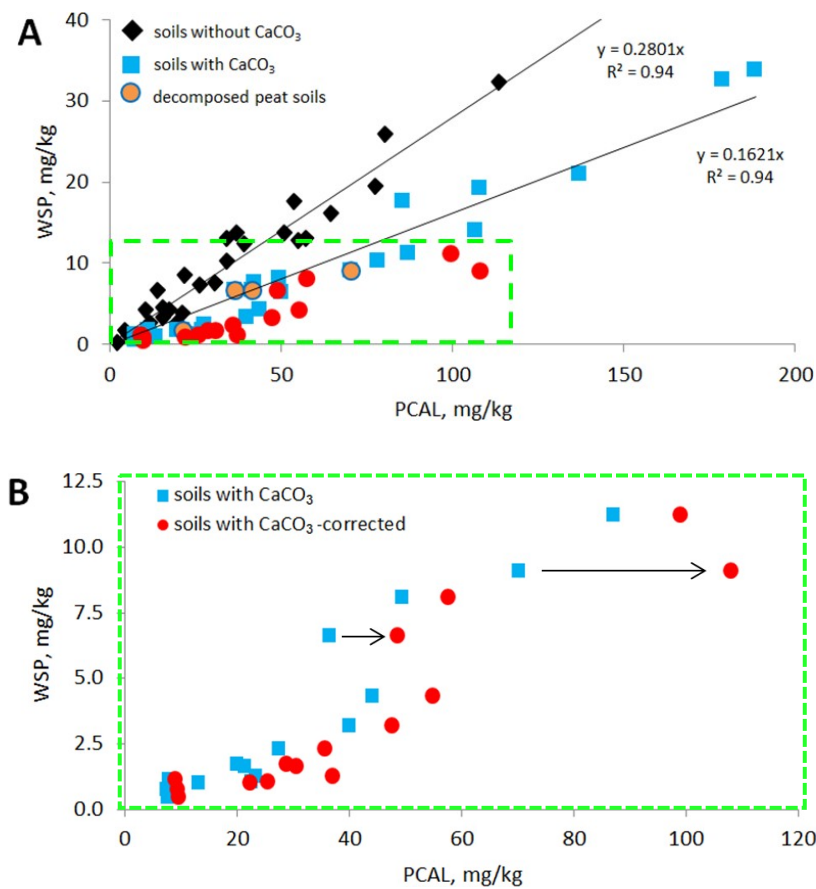 A
40
30
20
10
0
WSP, mg/kg
soils without CaCO₃
soils with CaCO₃
decomposed peat soils
y = 0.2801x
R² = 0.94
y = 0.1621x
R² = 0.94
0 50 100 150 200
PCAL, mg/kg
B
12.5
10.0
7.5
5.0
2.5
0.0
WSP, mg/kg
soils with CaCO₃
soils with CaCO₃-corrected
0 20 40 60 80 100 120
PCAL, mg/kg